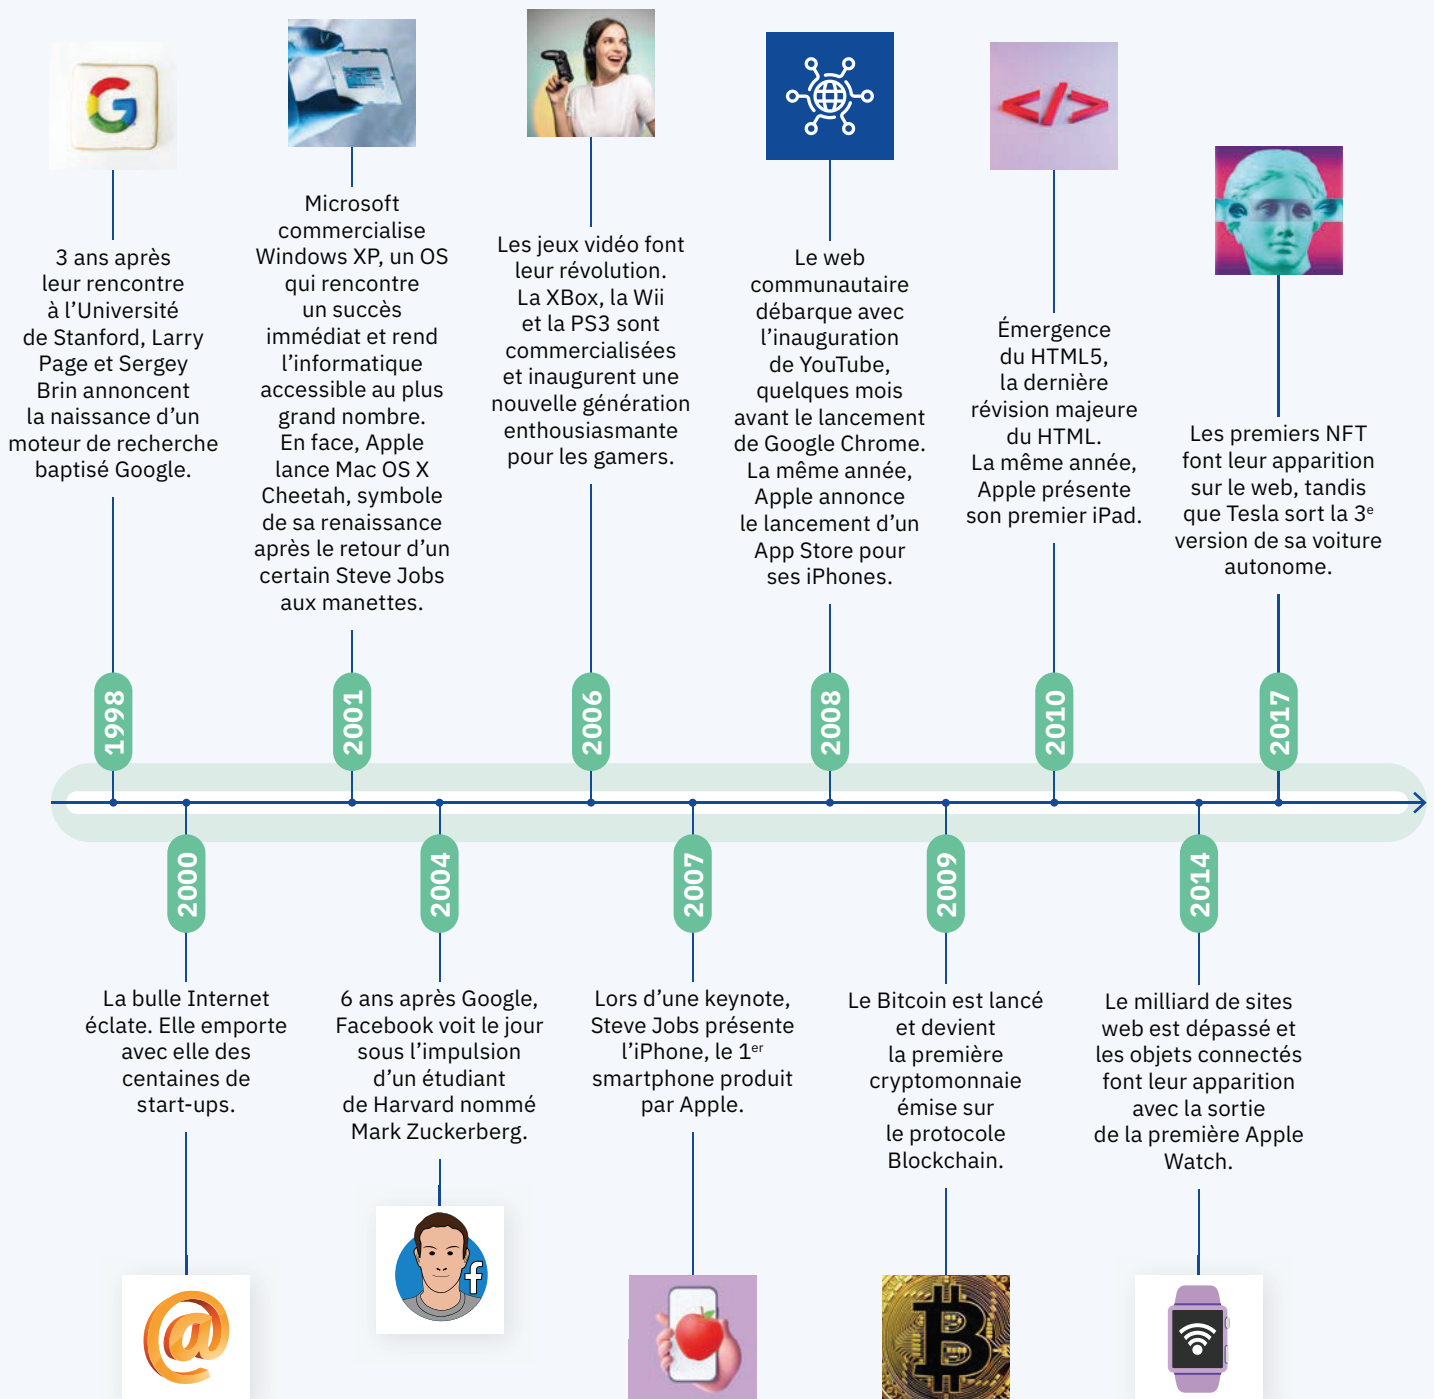 G
3 ans après
leur rencontre
à l’Université
de Stanford, Larry
Page et Sergey
Brin annoncent
la naissance d’un
moteur de recherche
baptisé Google.
1998
Microsoft
commercialise
Windows XP, un OS
qui rencontre
un succès
immédiat et rend
l’informatique
accessible au plus
grand nombre.
En face, Apple
lance Mac OS X
Cheetah, symbole
de sa renaissance
après le retour d’un
certain Steve Jobs
aux manettes.
2001
Les jeux vidéo font
leur révolution.
La XBox, la Wii
et la PS3 sont
commercialisées
et inaugurent une
nouvelle génération
enthousiasmante
pour les gamers.
2006
Le web
communautaire
débarque avec
l’inauguration
de YouTube,
quelques mois
avant le lancement
de Google Chrome.
La même année,
Apple annonce
le lancement d’un
App Store pour
ses iPhones.
2008
</>
Émergence
du HTML5,
la dernière
révision majeure
du HTML.
La même année,
Apple présente
son premier iPad.
2010
Les premiers NFT
font leur apparition
sur le web, tandis
que Tesla sort la 3e
version de sa voiture
autonome.
2017
2000
La bulle Internet
éclate. Elle emporte
avec elle des
centaines de
start-ups.
@
2004
6 ans après Google,
Facebook voit le jour
sous l’impulsion
d’un étudiant
de Harvard nommé
Mark Zuckerberg.
f
2007
Lors d’une keynote,
Steve Jobs présente
l’iPhone, le 1er
smartphone produit
par Apple.
2009
Le Bitcoin est lancé
et devient
la première
cryptomonnaie
émise sur
le protocole
Blockchain.
2014
Le milliard de sites
web est dépassé et
les objets connectés
font leur apparition
avec la sortie
de la première Apple
Watch.